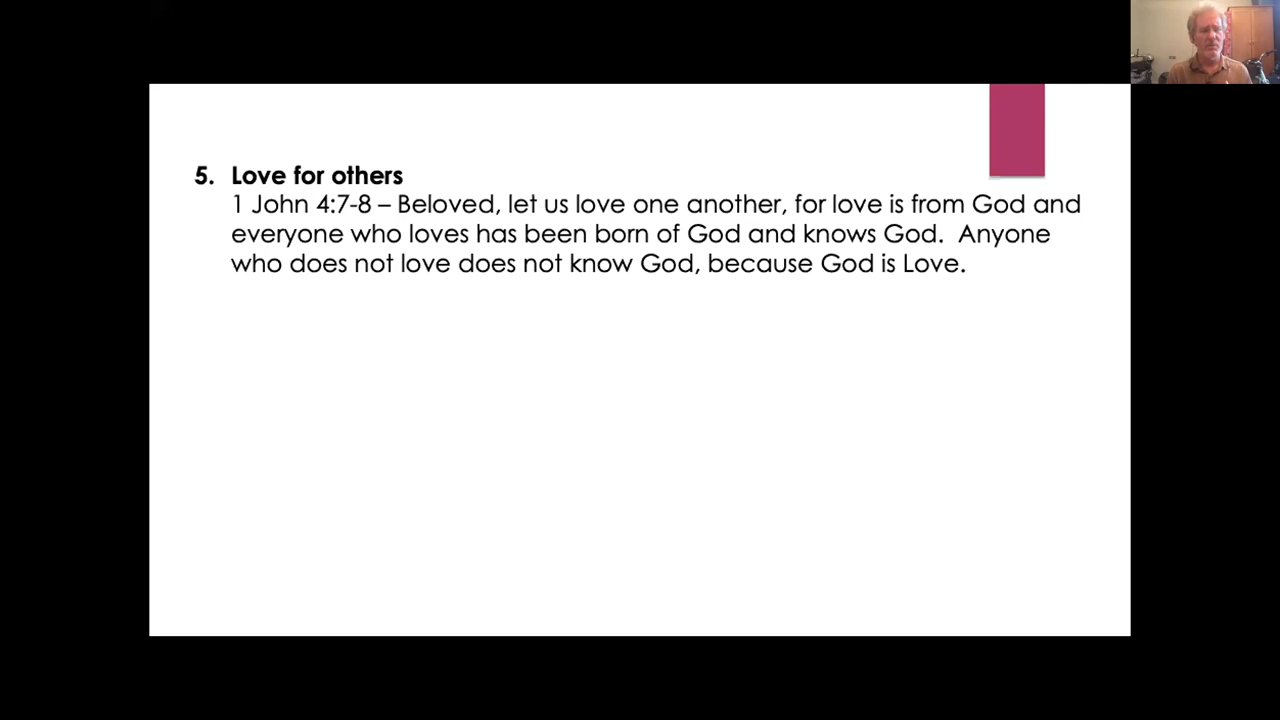 5. Love for others
1 John 4:7-8 – Beloved, let us love one another, for love is from God and
everyone who loves has been born of God and knows God.  Anyone
who does not love does not know God, because God is Love.